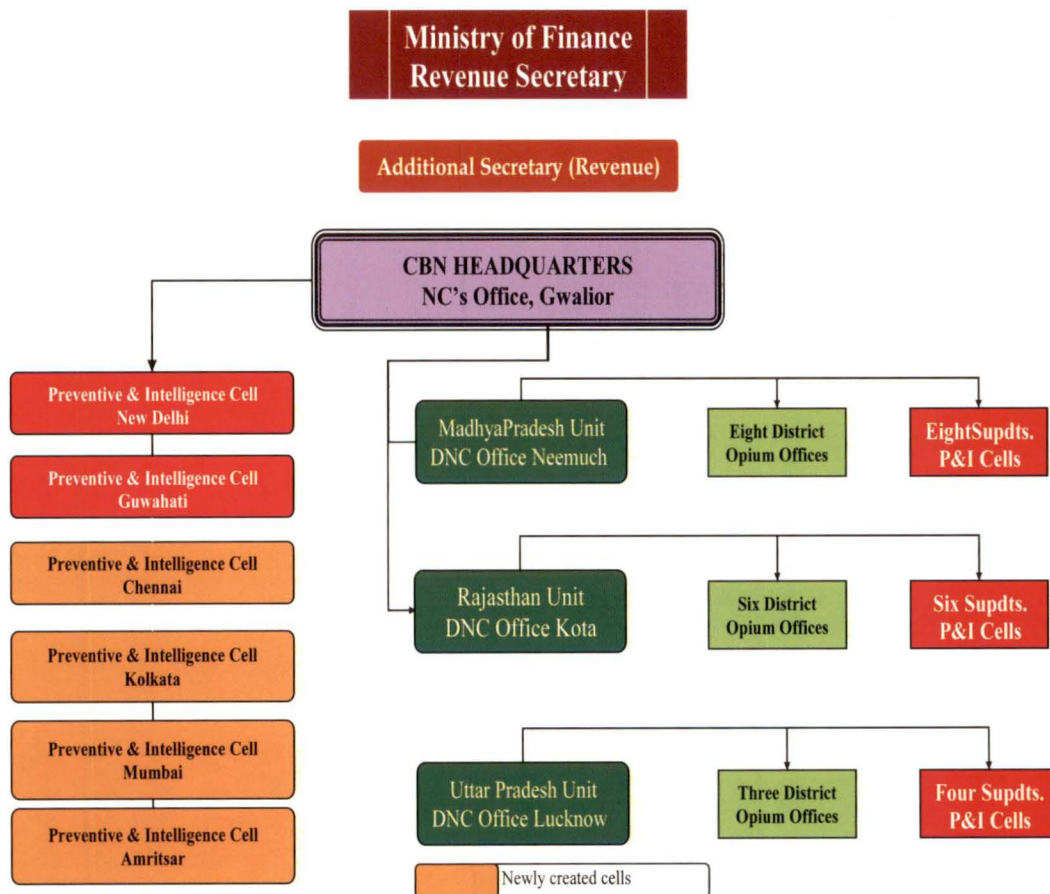 Ministry of Finance
Revenue Secretary
Additional Secretary (Revenue)
CBN HEADQUARTERS
NC's Office, Gwalior
Preventive & Intelligence Cell
New Delhi
Preventive & Intelligence Cell
Guwahati
Preventive & Intelligence Cell
Chennai
Preventive & Intelligence Cell
Kolkata
Preventive & Intelligence Cell
Mumbai
Preventive & Intelligence Cell
Amritsar
MadhyaPradesh Unit
DNC Office Neemuch
Eight District
Opium Offices
EightSupdts.
P&I Cells
Rajasthan Unit
DNC Office Kota
Six District
Opium Offices
Six Supdts.
P&I Cells
Uttar Pradesh Unit
DNC Office Lucknow
Three District
Opium Offices
Four Supdts.
P&I Cells
Newly created cells